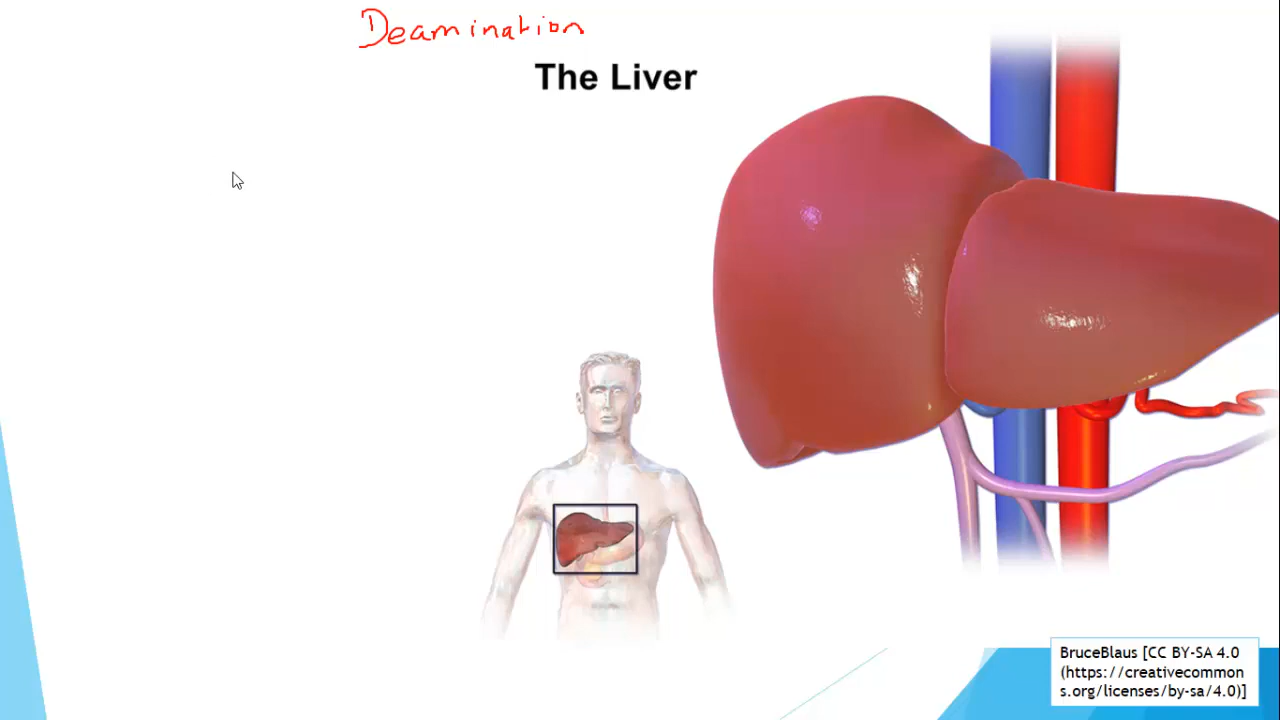 Deamination
The Liver
BruceBlaus [CC BY-SA 4.0
(https://creativecommon
s.org/licenses/by-sa/4.0)]